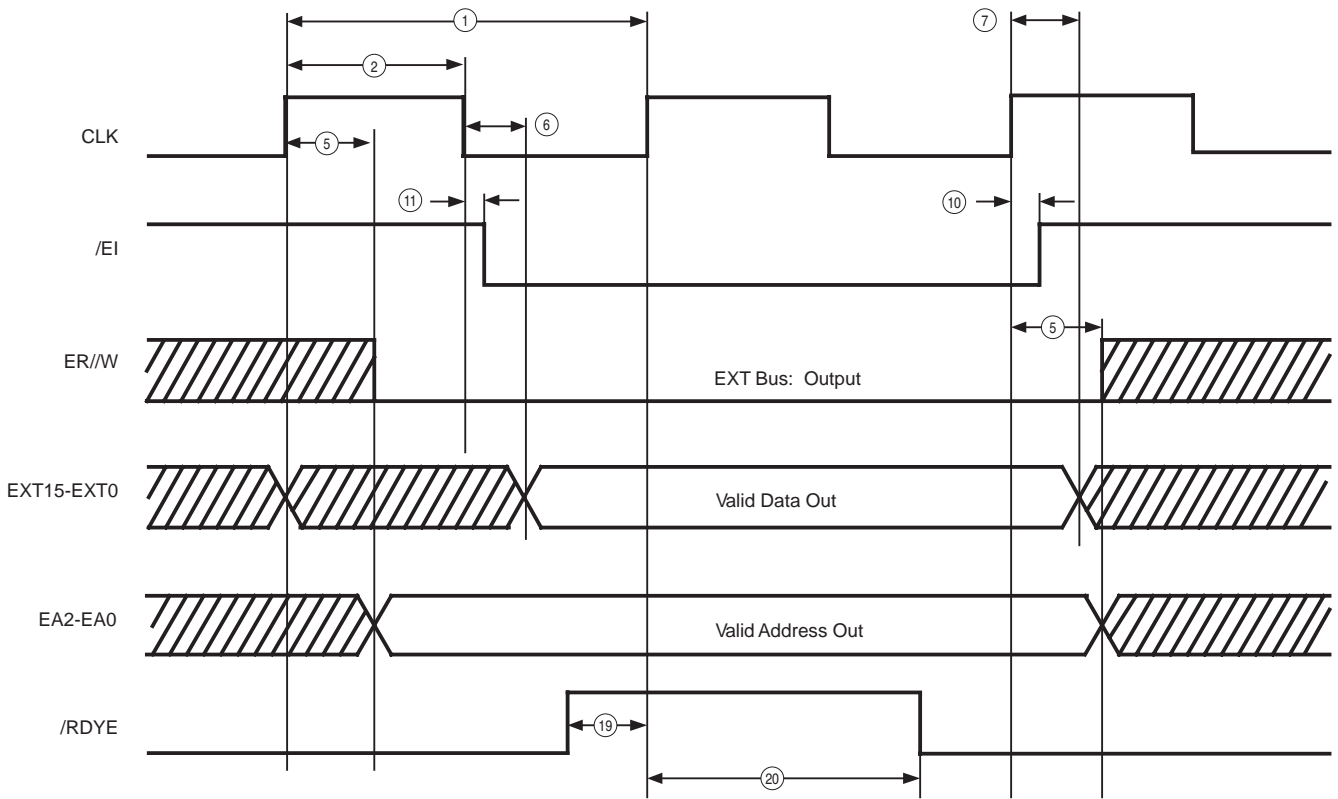 1
7
2
6
CLK
5
11
10
/EI
5
ER//W
EXT Bus: Output
EXT15-EXT0
Valid Data Out
EA2-EA0
Valid Address Out
/RDYE
19
20